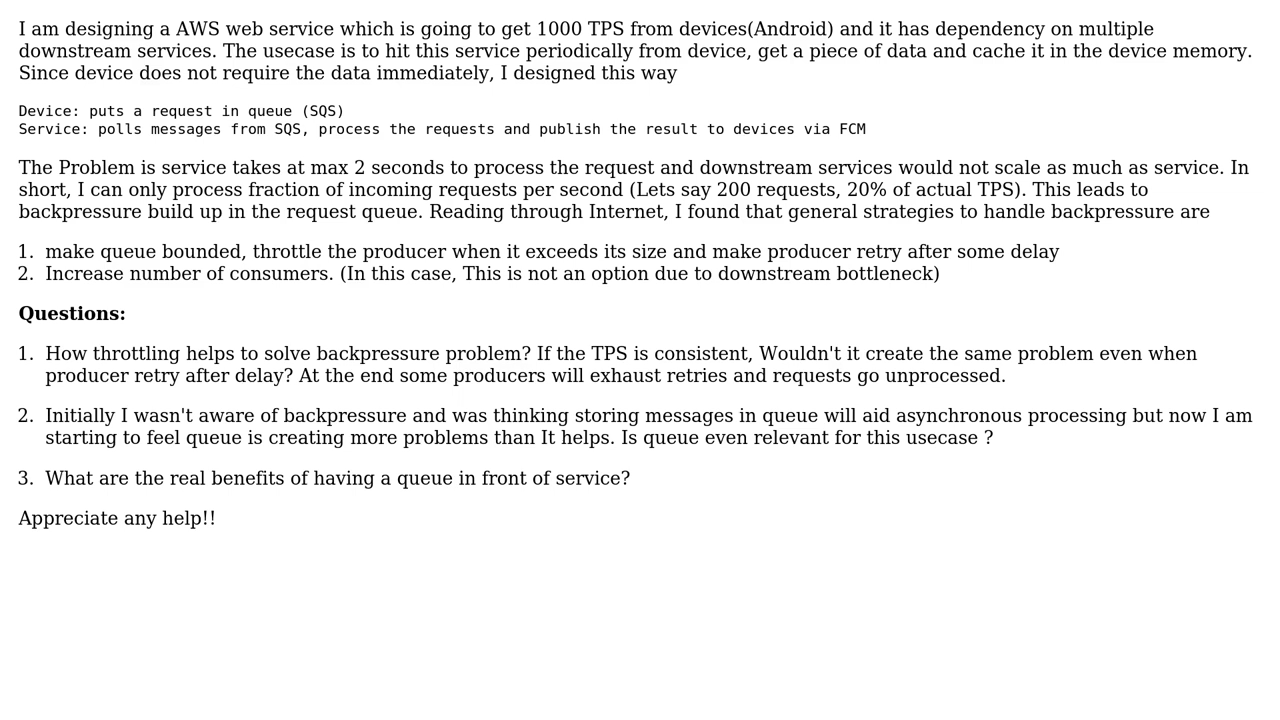 I am designing a AWS web service which is going to get 1000 TPS from devices(Android) and it has dependency on multiple
downstream services. The usecase is to hit this service periodically from device, get a piece of data and cache it in the device memory.
Since device does not require the data immediately, I designed this way
Device: puts a request in queue (SQS)
Service: polls messages from SQS, process the requests and publish the result to devices via FCM
The Problem is service takes at max 2 seconds to process the request and downstream services would not scale as much as service. In
short, I can only process fraction of incoming requests per second (Lets say 200 requests, 20% of actual TPS). This leads to
backpressure build up in the request queue. Reading through Internet, I found that general strategies to handle backpressure are
1. make queue bounded, throttle the producer when it exceeds its size and make producer retry after some delay
2. Increase number of consumers. (In this case, This is not an option due to downstream bottleneck)
Questions:
1. How throttling helps to solve backpressure problem? If the TPS is consistent, Wouldn't it create the same problem even when
producer retry after delay? At the end some producers will exhaust retries and requests go unprocessed.
2. Initially I wasn't aware of backpressure and was thinking storing messages in queue will aid asynchronous processing but now I am
starting to feel queue is creating more problems than It helps. Is queue even relevant for this usecase ?
3. What are the real benefits of having a queue in front of service?
Appreciate any help!!